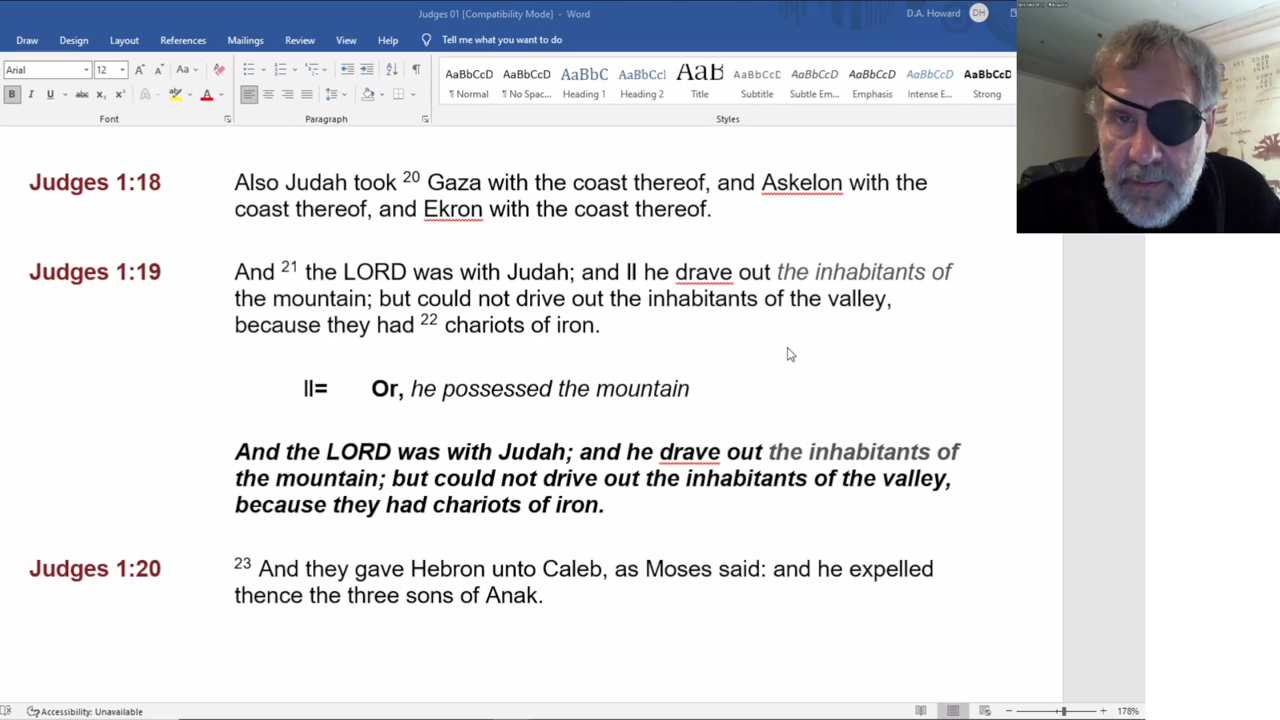 Judges 01 [Compatibility Mode] - Word
D.A. Howard DH
Draw Design Layout References Mailings Review View Help Tell me what you want to do
Arial 12 Aa
B I U abc X₂ X² A A
AaBbCcD AaBbCcD AaBbC AaBbCcI AaB AaBbCcD AaBbCcD AaBbCcD AaBbCcD AaBbCcD
¶ Normal ¶ No Spac... Heading 1 Heading 2 Title Subtitle Subtle Em... Emphasis Intense E... Strong
Font Paragraph Styles
Judges 1:18 Also Judah took 20 Gaza with the coast thereof, and Askelon with the
coast thereof, and Ekron with the coast thereof.
Judges 1:19 And 21 the LORD was with Judah; and ll he drave out the inhabitants of
the mountain; but could not drive out the inhabitants of the valley,
because they had 22 chariots of iron.
ll= Or, he possessed the mountain
And the LORD was with Judah; and he drave out the inhabitants of
the mountain; but could not drive out the inhabitants of the valley,
because they had chariots of iron.
Judges 1:20 23 And they gave Hebron unto Caleb, as Moses said: and he expelled
thence the three sons of Anak.
Accessibility: Unavailable 178%